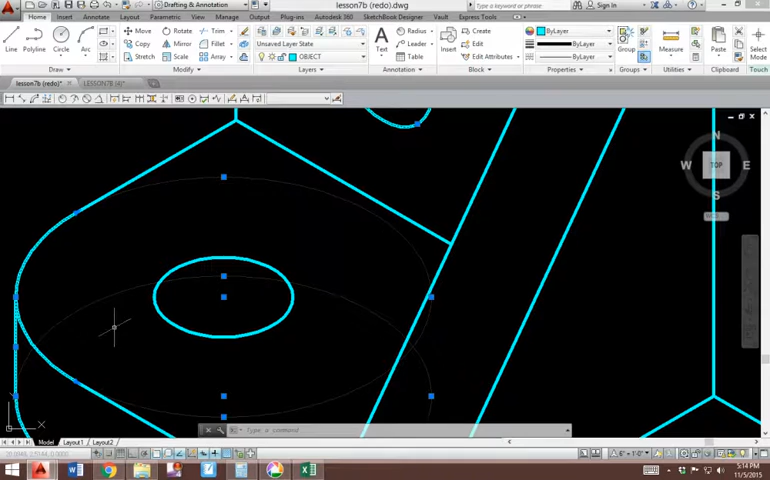 Drafting & Annotation
lesson7b (redo).dwg
Type a keyword or phrase
Sign In
Home Insert Annotate Layout Parametric View Manage Output Plug-ins Autodesk 360 SketchBook Designer Vault Express Tools
Line Polyline Circle Arc
Move Rotate Trim
Copy Mirror Fillet
Stretch Scale Array
Unsaved Layer State
OBJECT
Text
Radius
Leader
Table
Insert
Create
Edit
Edit Attributes
ByLayer
ByLayer
ByLayer
Group
Measure
Paste
Select Mode
Draw Modify Layers Annotation Block Properties Groups Utilities Clipboard Touch
lesson7b (redo)* LESSON7B (4)*
N
W TOP E
S
WCS
X
Type a command
Model Layout1 Layout2
6" = 1'-0"
5:14 PM
11/5/2015